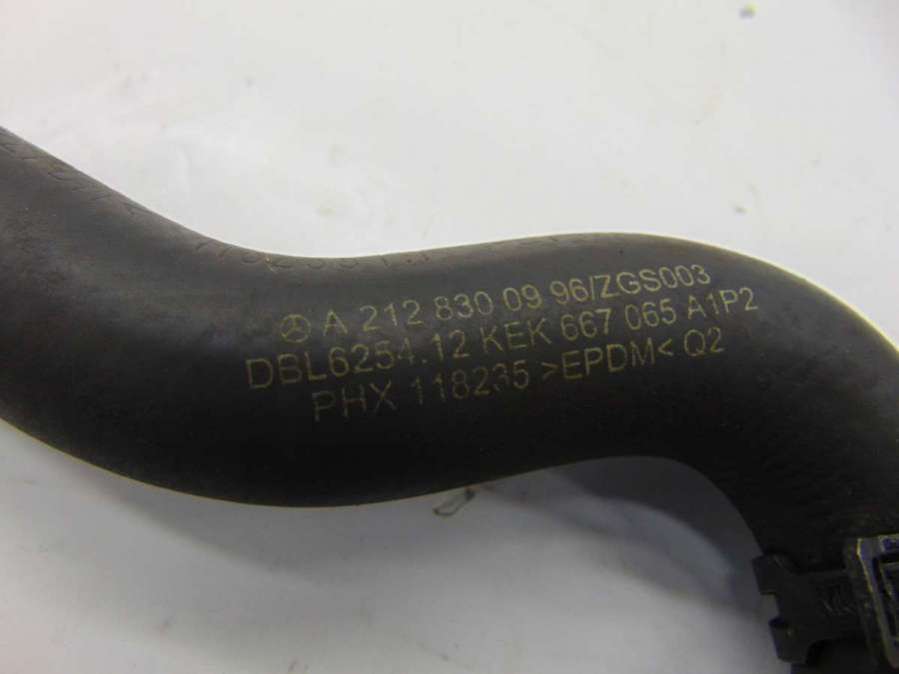 A 212 830 09 96/ZGS003
DBL6254.12 KEK 667 065 A1P2
PHX 118235 >EPDM< Q2